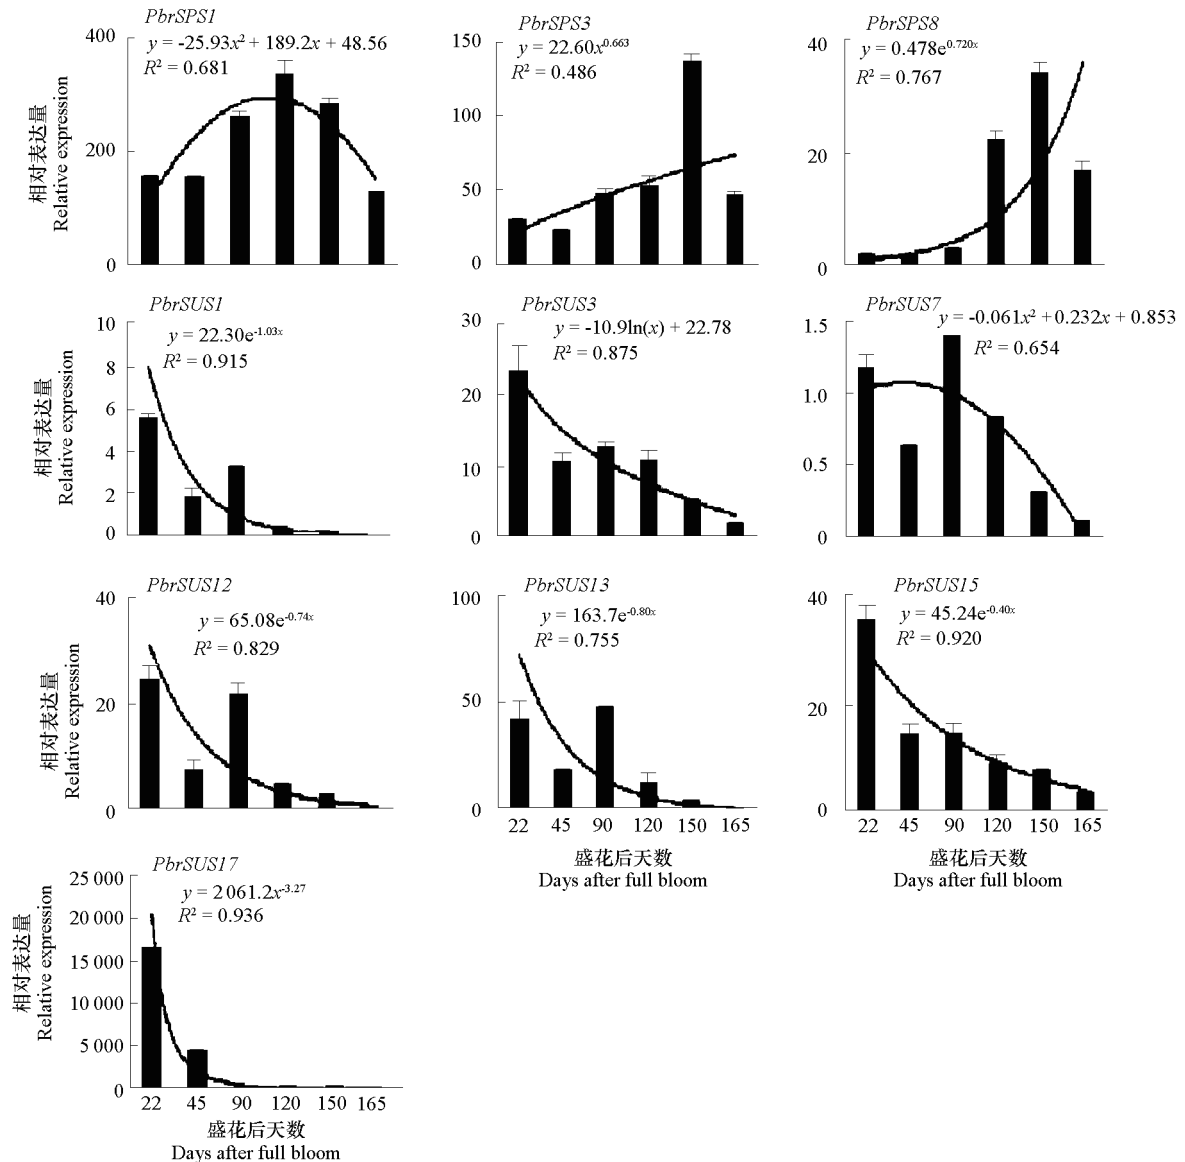 PbrSPS1
y = -25.93x² + 189.2x + 48.56
R² = 0.681
400
200
0
相对表达量
Relative expression
PbrSPS3
y = 22.60x^0.663
R² = 0.486
150
100
50
0
PbrSPS8
y = 0.478e^0.720x
R² = 0.767
40
20
0
PbrSUS1
y = 22.30e^-1.03x
R² = 0.915
10
8
6
4
2
0
相对表达量
Relative expression
PbrSUS3
y = -10.9ln(x) + 22.78
R² = 0.875
30
20
10
0
PbrSUS7
y = -0.061x² + 0.232x + 0.853
R² = 0.654
1.5
1.0
0.5
0
PbrSUS12
y = 65.08e^-0.74x
R² = 0.829
40
20
0
相对表达量
Relative expression
PbrSUS13
y = 163.7e^-0.80x
R² = 0.755
100
50
0
22 45 90 120 150 165
盛花后天数
Days after full bloom
PbrSUS15
y = 45.24e^-0.40x
R² = 0.920
40
20
0
22 45 90 120 150 165
盛花后天数
Days after full bloom
PbrSUS17
y = 2 061.2x^-3.27
R² = 0.936
25 000
20 000
15 000
10 000
5 000
0
相对表达量
Relative expression
22 45 90 120 150 165
盛花后天数
Days after full bloom